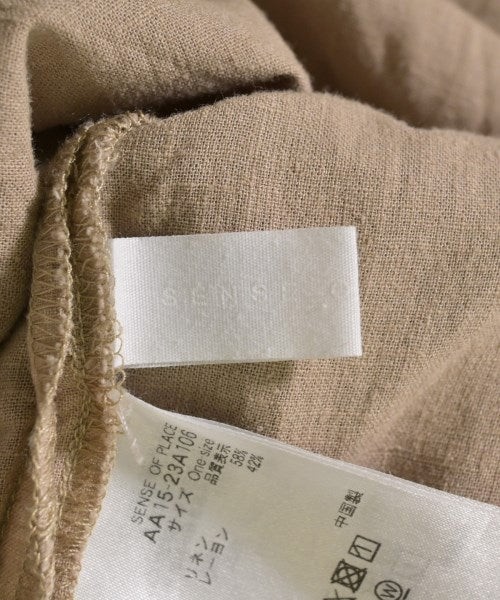 SENSE O
SENSE OF PLACE
AA15-23A106
サイズ One-size
品質表示
リネン 58%
レーヨン 42%
中国製